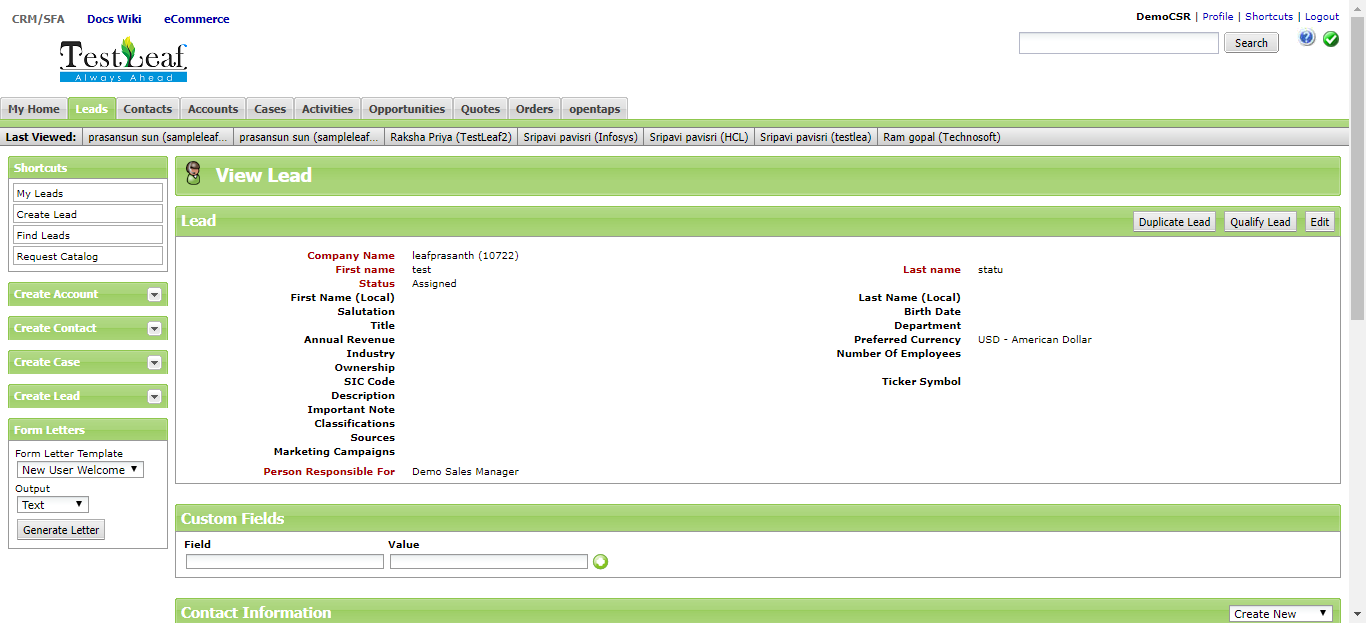 CRM/SFA Docs Wiki eCommerce
DemoCSR | Profile | Shortcuts | Logout
Search
TestLeaf
Always Ahead
My Home Leads Contacts Accounts Cases Activities Opportunities Quotes Orders opentaps
Last Viewed: prasansun sun (sampleleaf... prasansun sun (sampleleaf... Raksha Priya (TestLeaf2) Sripavi pavisri (Infosys) Sripavi pavisri (HCL) Sripavi pavisri (testlea) Ram gopal (Technosoft)
Shortcuts
My Leads
Create Lead
Find Leads
Request Catalog
Create Account
Create Contact
Create Case
Create Lead
Form Letters
Form Letter Template
New User Welcome
Output
Text
Generate Letter
View Lead
Lead Duplicate Lead Qualify Lead Edit
Company Name leafprasanth (10722)
First name test Last name statu
Status Assigned
First Name (Local) Last Name (Local)
Salutation Birth Date
Title Department
Annual Revenue Preferred Currency USD - American Dollar
Industry Number Of Employees
Ownership
SIC Code Ticker Symbol
Description
Important Note
Classifications
Sources
Marketing Campaigns
Person Responsible For Demo Sales Manager
Custom Fields
Field Value
Contact Information Create New